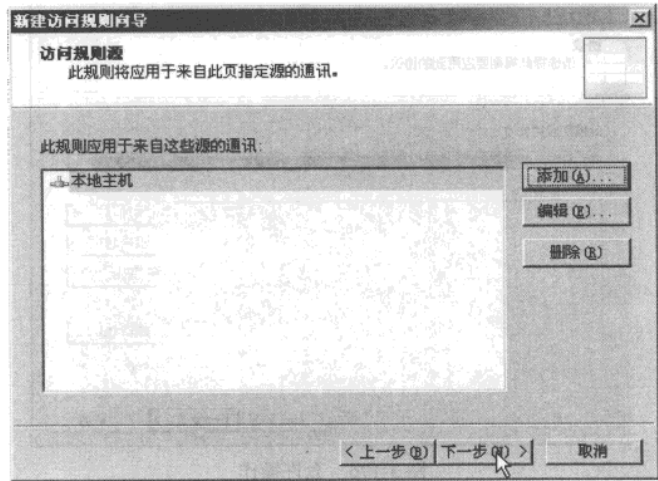 新建访问规则向导
访问规则源
此规则将应用于来自此页指定源的通讯。
此规则应用于来自这些源的通讯:
本地主机
添加(A)...
编辑(E)...
删除(R)
< 上一步(B)
下一步(N) >
取消